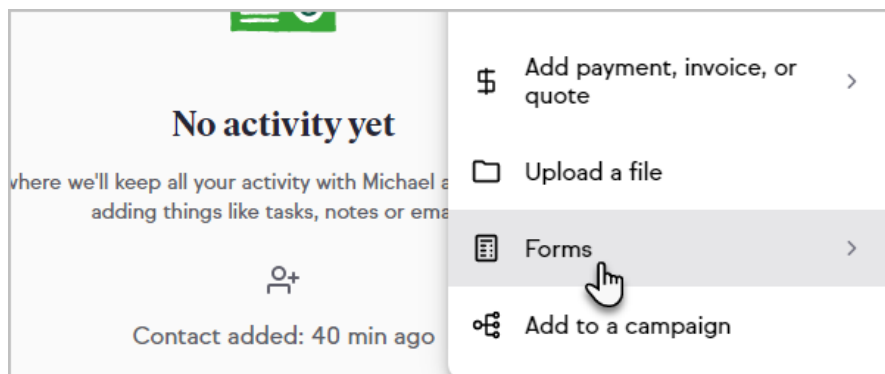 No activity yet
where we'll keep all your activity with Michael a
adding things like tasks, notes or ema
Contact added: 40 min ago
Add payment, invoice, or
quote
Upload a file
Forms
Add to a campaign